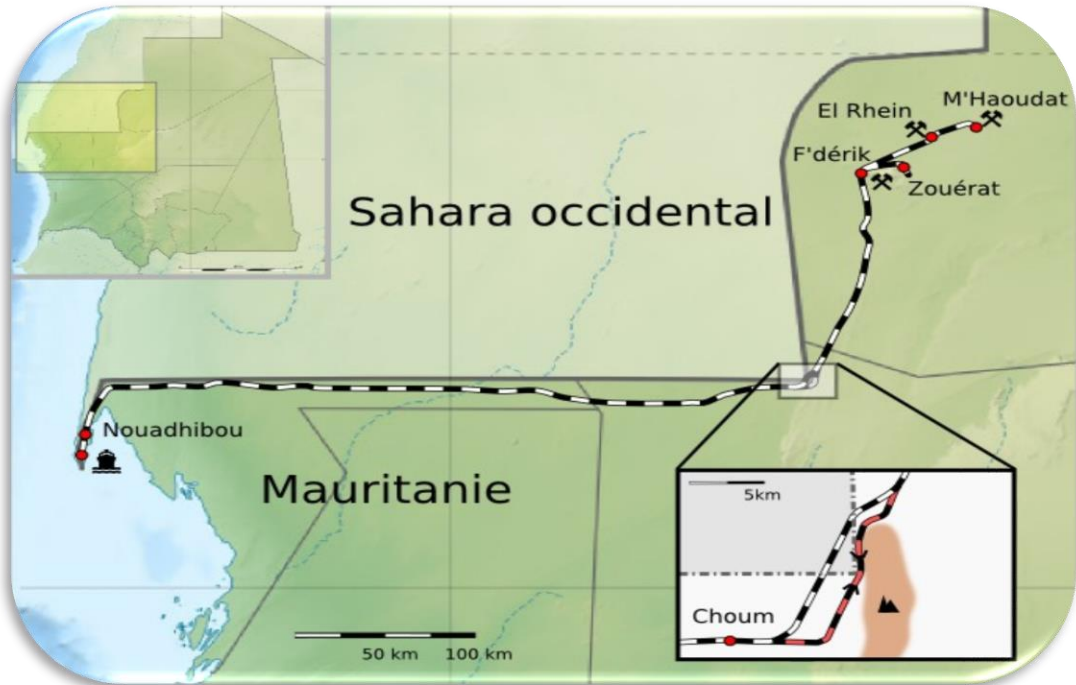 M'Haoudat
El Rhein
F'dérik
Zouérat
Sahara occidental
Nouadhibou
Mauritanie
5km
Choum
50 km 100 km